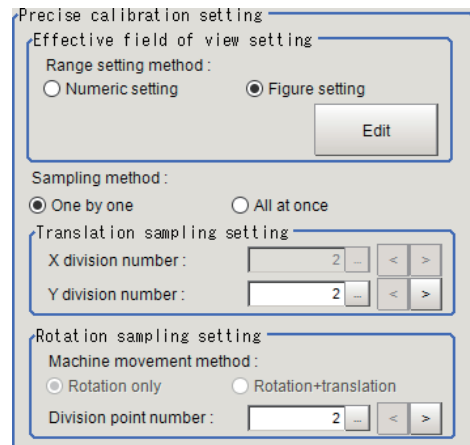 Precise calibration setting
Effective field of view setting
Range setting method :
Numeric setting Figure setting
Edit
Sampling method :
One by one All at once
Translation sampling setting
X division number : 2 ... < >
Y division number : 2 ... < >
Rotation sampling setting
Machine movement method :
Rotation only Rotation+translation
Division point number : 2 ... < >